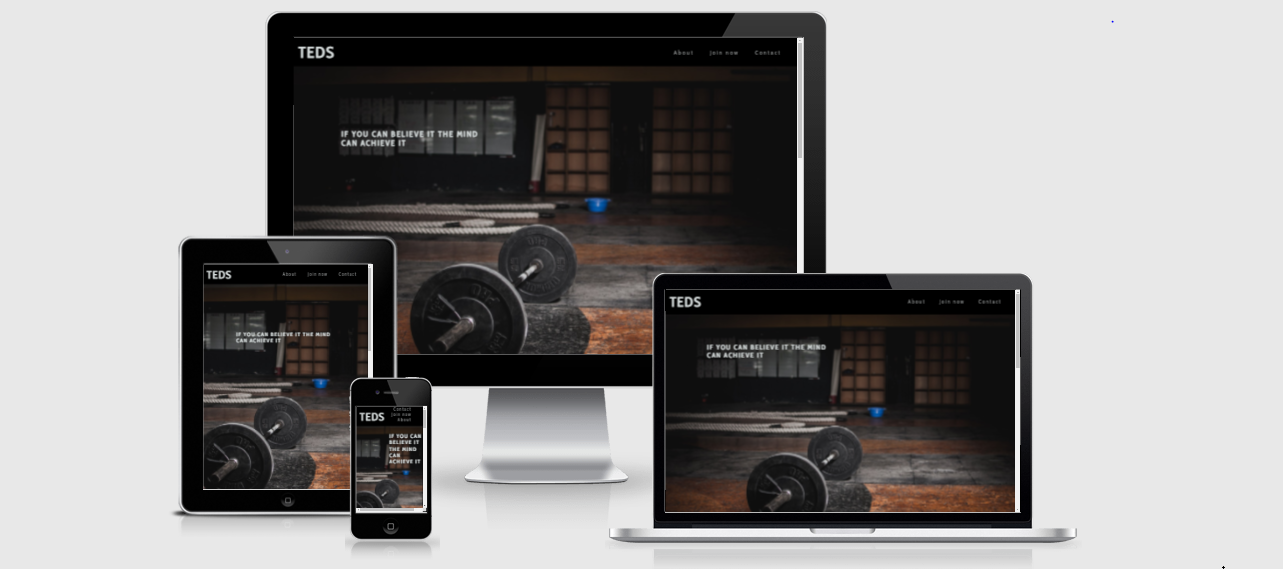 TEDS
About Join now Contact
IF YOU CAN BELIEVE IT THE MIND
CAN ACHIEVE IT
TEDS
About Join now Contact
IF YOU CAN BELIEVE IT THE MIND
CAN ACHIEVE IT
TEDS
Contact
Join now
About
IF YOU CAN
BELIEVE IT
THE MIND
CAN
ACHIEVE IT
TEDS
About Join now Contact
IF YOU CAN BELIEVE IT THE MIND
CAN ACHIEVE IT